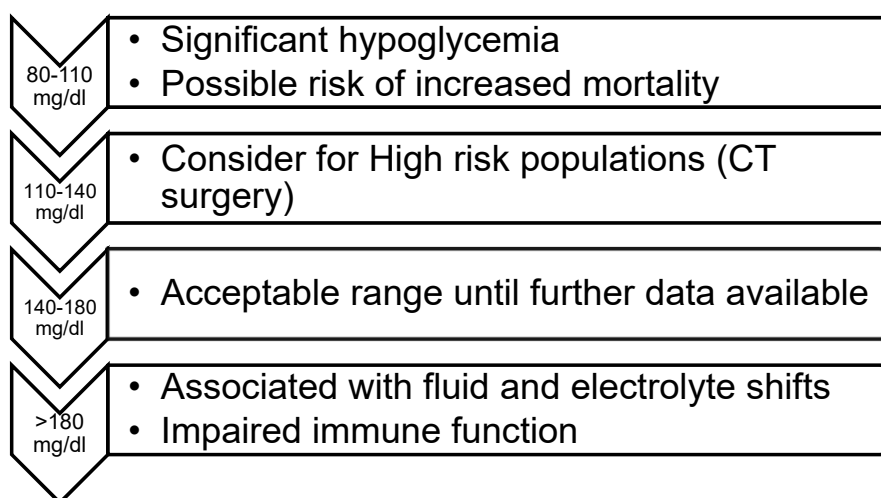 80-110
mg/dl
• Significant hypoglycemia
• Possible risk of increased mortality
110-140
mg/dl
• Consider for High risk populations (CT
surgery)
140-180
mg/dl
• Acceptable range until further data available
>180
mg/dl
• Associated with fluid and electrolyte shifts
• Impaired immune function